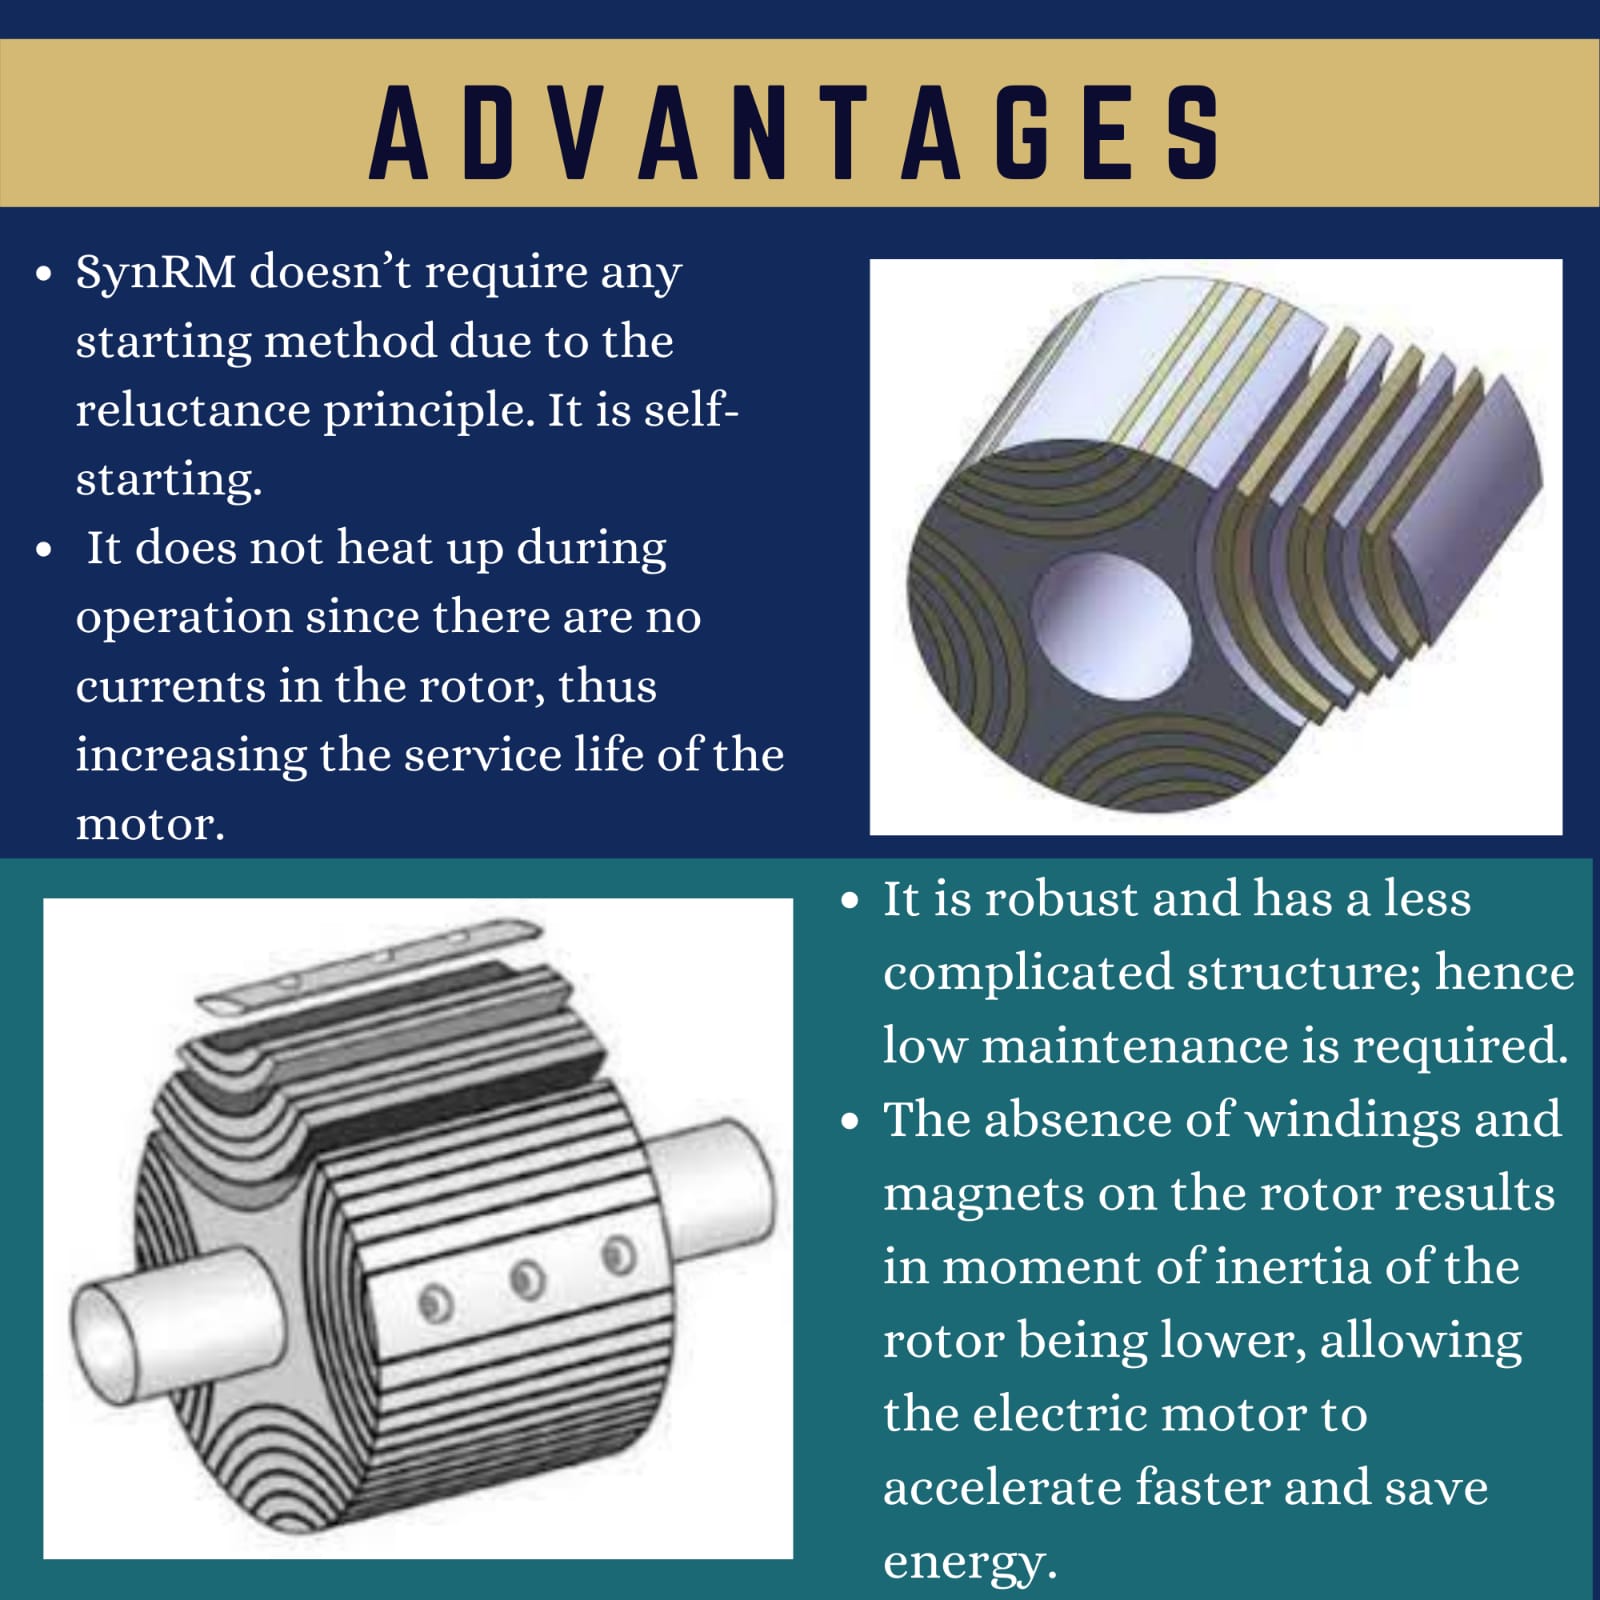 ADVANTAGES
• SynRM doesn’t require any
starting method due to the
reluctance principle. It is self-
starting.
• It does not heat up during
operation since there are no
currents in the rotor, thus
increasing the service life of the
motor.
• It is robust and has a less
complicated structure; hence
low maintenance is required.
• The absence of windings and
magnets on the rotor results
in moment of inertia of the
rotor being lower, allowing
the electric motor to
accelerate faster and save
energy.